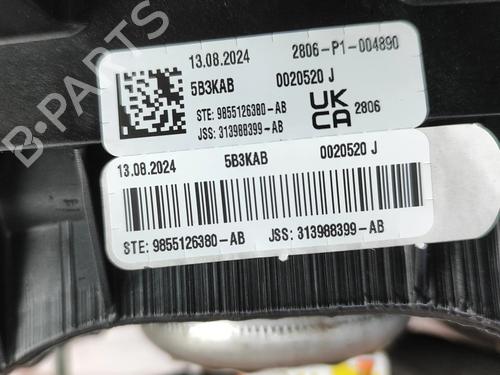 13.08.2024 2806-P1-004890
5B3KAB 0020520 J
STE: 9855126380-AB UK
CA 2806
JSS: 313988399-AB
13.08.2024 5B3KAB 0020520 J
STE: 9855126380-AB JSS: 313988399-AB
B-PARTS